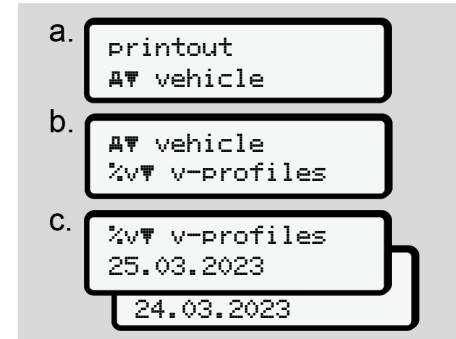 a.
printout
A▼ vehicle
b.
A▼ vehicle
%v▼ v-profiles
c.
%v▼ v-profiles
25.03.2023
24.03.2023